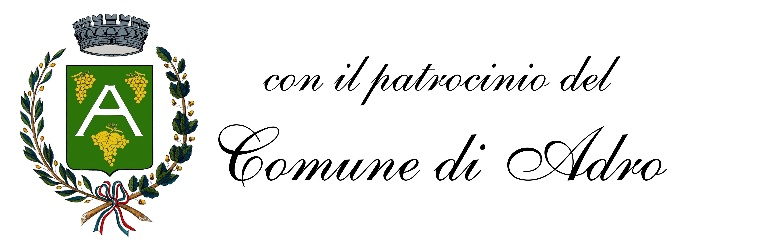 A
con il patrocinio del
Comune di Adro